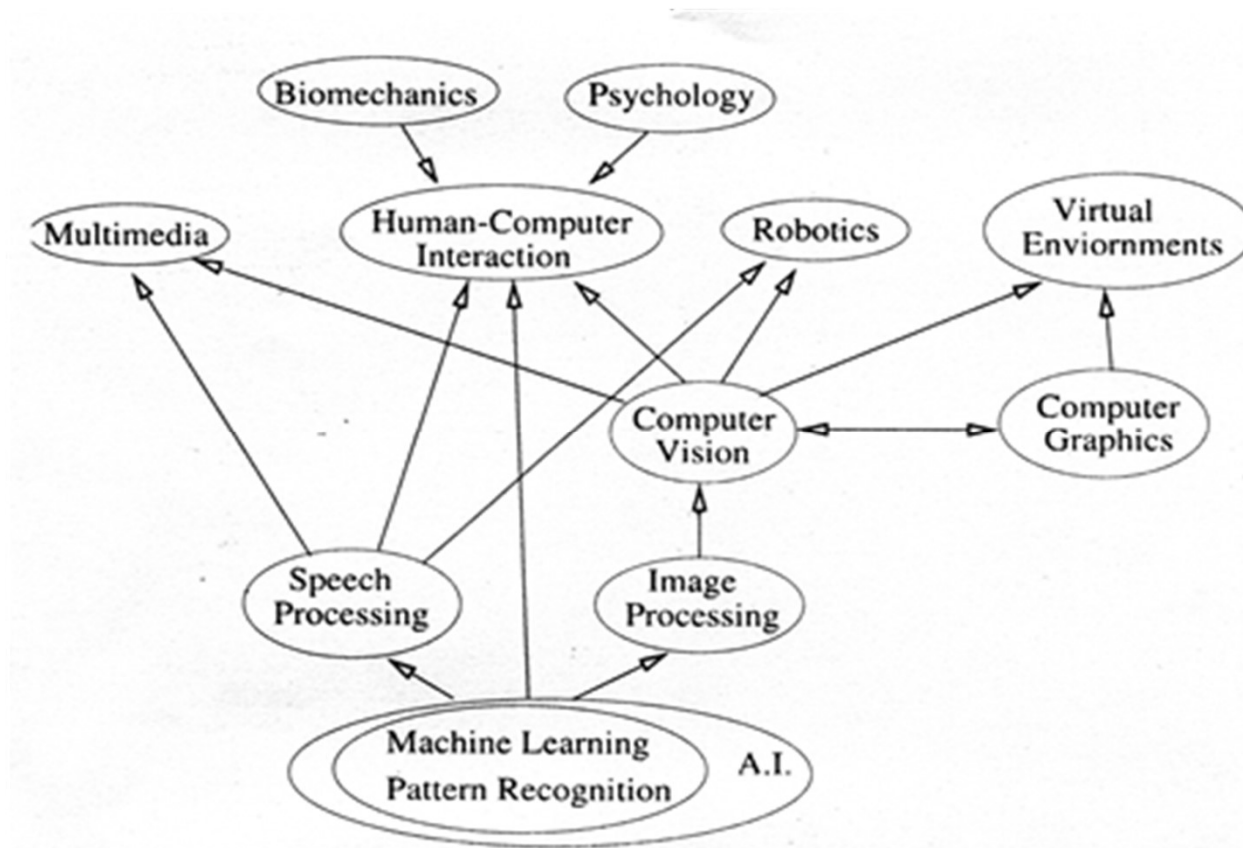 Biomechanics
Psychology
Multimedia
Human-Computer
Interaction
Robotics
Virtual
Enviornments
Computer
Vision
Computer
Graphics
Speech
Processing
Image
Processing
Machine Learning
Pattern Recognition
A.I.